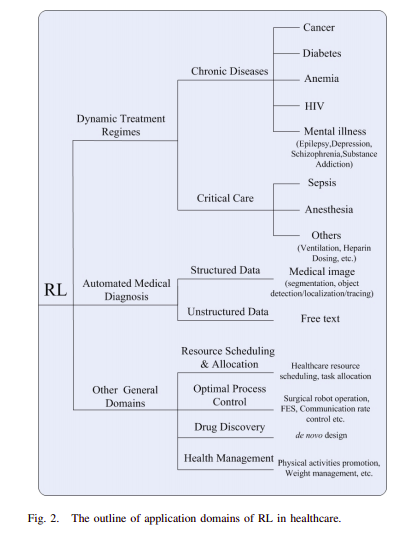 Cancer
Diabetes
Chronic Diseases
Anemia
HIV
Dynamic Treatment
Regimes
Mental illness
(Epilepsy,Depression,
Schizophrenia,Substance
Addiction)
Critical Care
Sepsis
Anesthesia
Others
(Ventilation, Heparin
Dosing, etc.)
RL
Automated Medical
Diagnosis
Structured Data
Medical image
(segmentation, object
detection/localization/tracing)
Unstructured Data
Free text
Other General
Domains
Resource Scheduling
& Allocation
Healthcare resource
scheduling, task allocation
Optimal Process
Control
Surgical robot operation,
FES, Communication rate
control etc.
Drug Discovery
de novo design
Health Management
Physical activities promotion,
Weight management, etc.
Fig. 2. The outline of application domains of RL in healthcare.